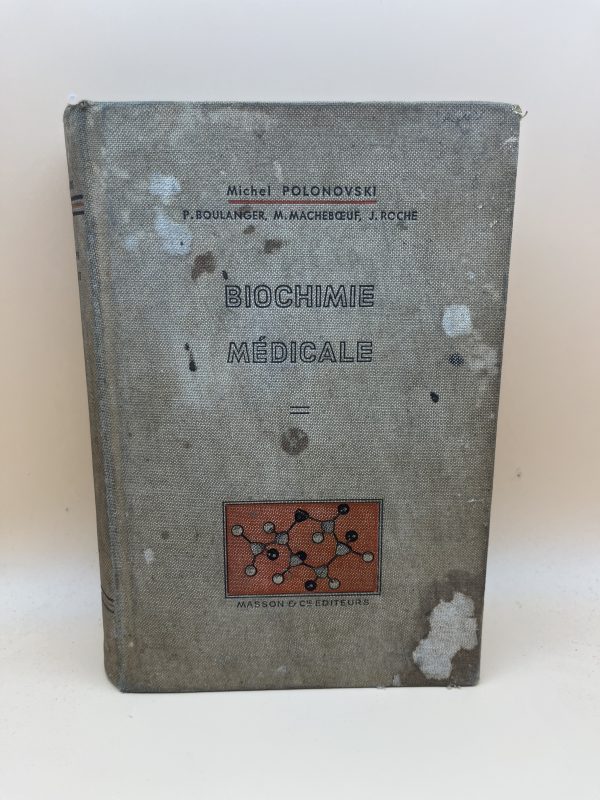 Michel POLONOVSKI
P. BOULANGER, M. MACHEBŒUF, J. ROCHE
BIOCHIMIE
MÉDICALE
MASSON & Cie EDITEURS